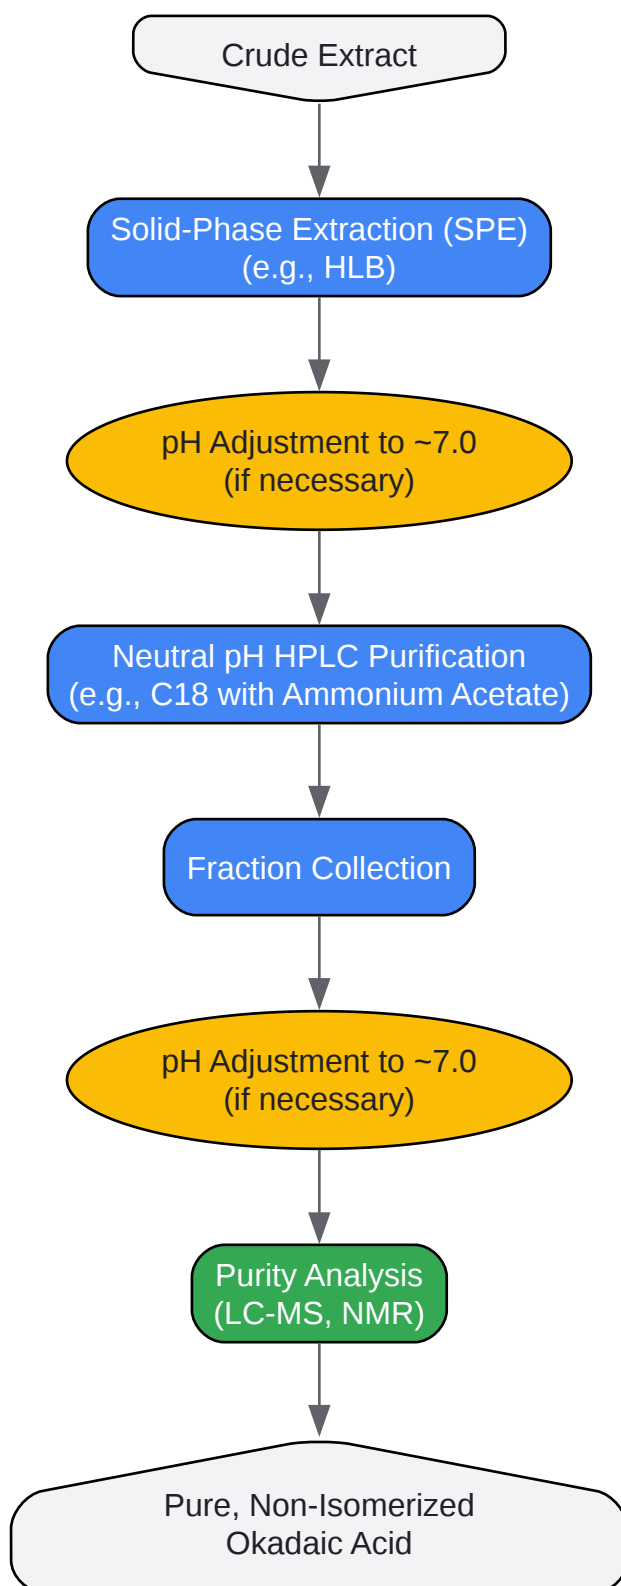 Crude Extract
Solid-Phase Extraction (SPE)
(e.g., HLB)
pH Adjustment to ~7.0
(if necessary)
Neutral pH HPLC Purification
(e.g., C18 with Ammonium Acetate)
Fraction Collection
pH Adjustment to ~7.0
(if necessary)
Purity Analysis
(LC-MS, NMR)
Pure, Non-Isomerized
Okadaic Acid